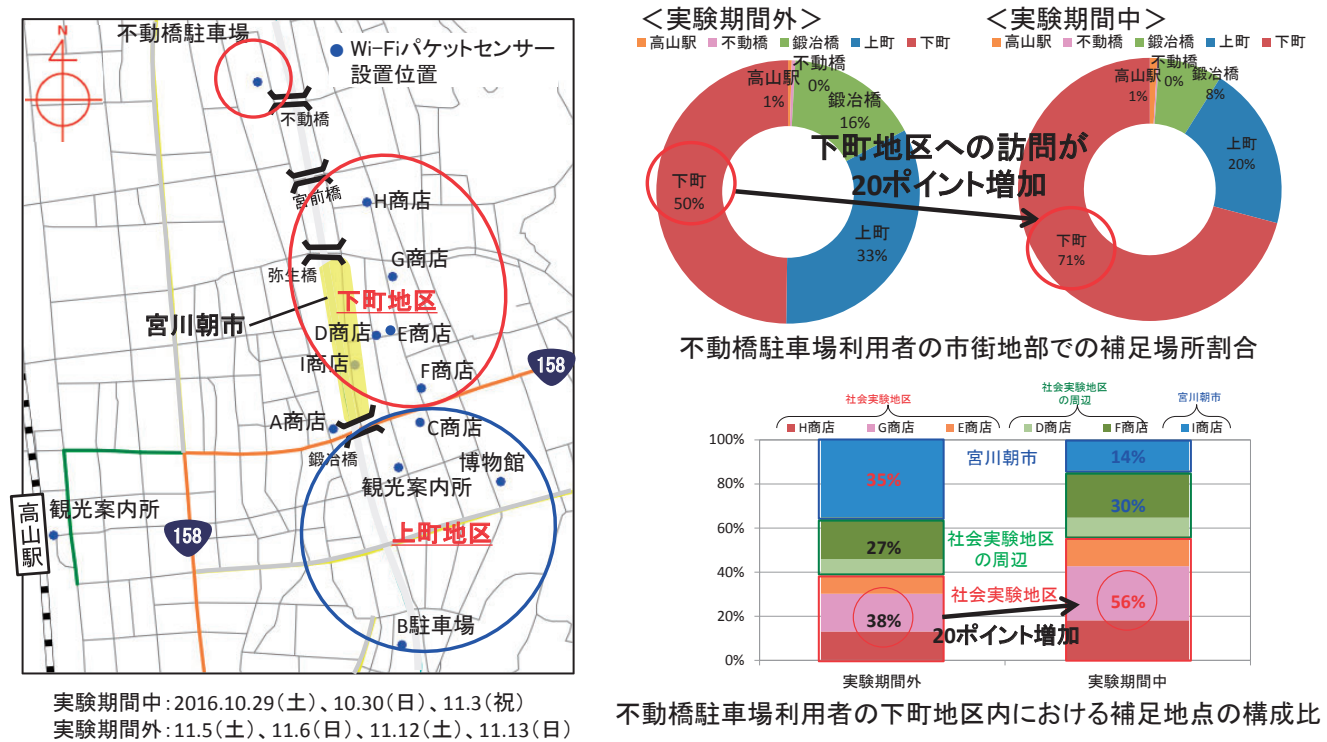 不動橋駐車場
Wi-Fiパケットセンサー
設置位置
N
不動橋
宮前橋
H商店
弥生橋
G商店
下町地区
宮川朝市
D商店
E商店
I商店
158
F商店
A商店
C商店
鍛冶橋
博物館
観光案内所
高山駅
観光案内所
158
上町地区
B駐車場
実験期間中:2016.10.29(土)、10.30(日)、11.3(祝)
実験期間外:11.5(土)、11.6(日)、11.12(土)、11.13(日)
<実験期間外>
高山駅 不動橋 鍛冶橋 上町 下町
高山駅
1%
不動橋
0%
鍛冶橋
16%
上町
33%
下町
50%
<実験期間中>
高山駅 不動橋 鍛冶橋 上町 下町
高山駅
1%
不動橋
0%
鍛冶橋
8%
上町
20%
下町
71%
下町地区への訪問が
20ポイント増加
不動橋駐車場利用者の市街地部での補足場所割合
社会実験地区
社会実験地区
の周辺
宮川朝市
H商店 G商店 E商店 D商店 F商店 I商店
100%
80%
60%
40%
20%
0%
35%
27%
38%
宮川朝市
社会実験地区
の周辺
社会実験地区
20ポイント増加
14%
30%
56%
実験期間外
実験期間中
不動橋駐車場利用者の下町地区内における補足地点の構成比